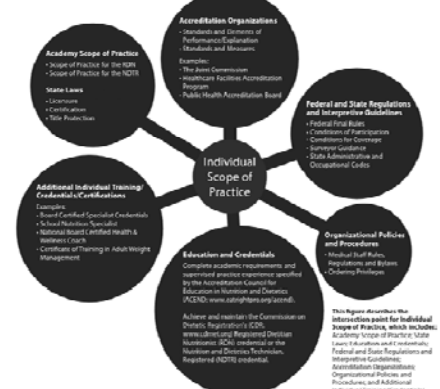 Accreditation Organizations
- Standards and Elements of
Performance/Explanation
- Standards and Measures
Examples:
- The Joint Commission
- Healthcare Facilities Accreditation
Program
- Public Health Accreditation Board
Academy Scope of Practice
- Scope of Practice for the RDN
- Scope of Practice for the NDTR
State Laws
- Licensure
- Certification
- Title Protection
Federal and State Regulations
and Interpretive Guidelines
- Federal Final Rules
- Conditions of Participation
- Conditions for Coverage
- Surveyor Guidance
- State Administrative and
Occupational Codes
Individual
Scope of
Practice
Additional Individual Training/
Credentials/Certifications
Examples:
- Board Certified Specialist Credentials
- School Nutrition Specialist
- National Board Certified Health &
Wellness Coach
- Certificate of Training in Adult Weight
Management
Organizational Policies
and Procedures
- Medical Staff Rules,
Regulations and Bylaws
- Ordering Privileges
Education and Credentials
Complete academic requirements and
supervised practice experience specified
by the Accreditation Council for
Education in Nutrition and Dietetics
(ACEND; www.eatrightpro.org/acend).
Achieve and maintain the Commission on
Dietetic Registration's (CDR,
www.cdrnet.org) Registered Dietitian
Nutritionist (RDN) credential or the
Nutrition and Dietetics Technician,
Registered (NDTR) credential.
This figure describes the
intersection point for Individual
Scope of Practice, which includes:
Academy Scope of Practice; State
Laws; Education and Credentials;
Federal and State Regulations and
Interpretive Guidelines;
Accreditation Organizations;
Organizational Policies and
Procedures; and Additional